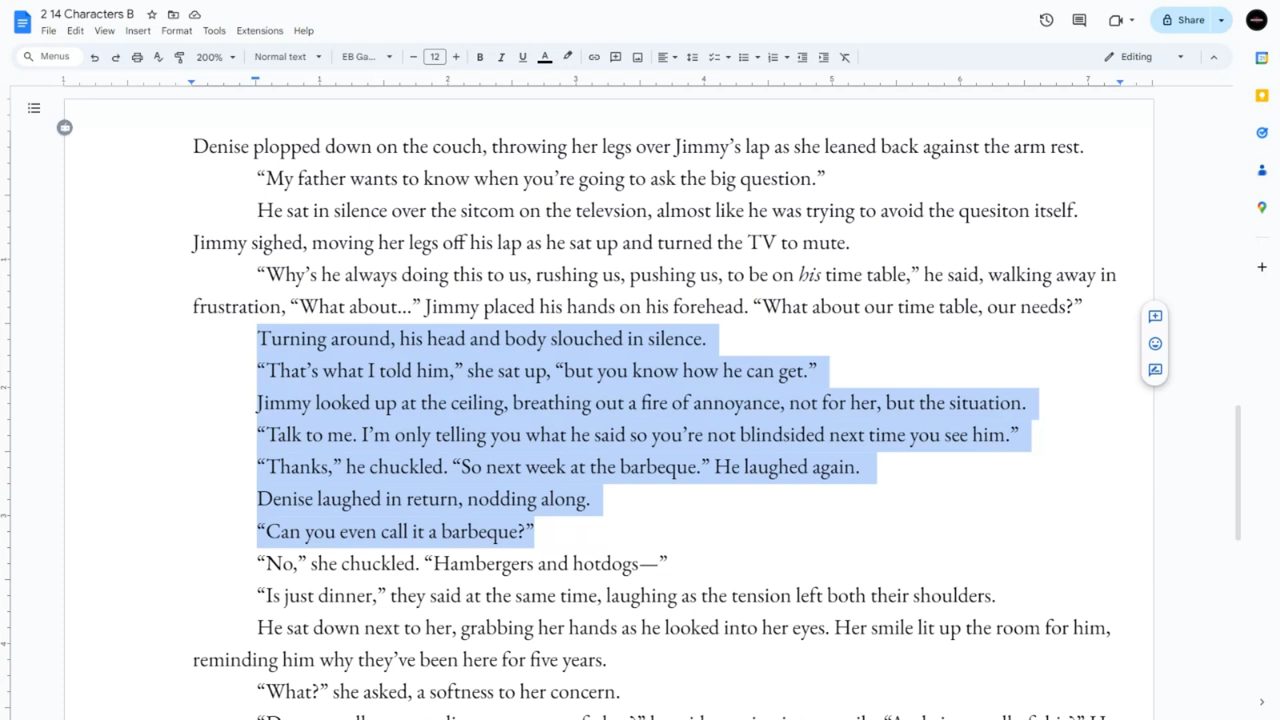 2 14 Characters B
File Edit View Insert Format Tools Extensions Help
Share
Menus 200% Normal text EB Ga... 12 B I U A Editing
1 1 2 3 4 5 6 7
Denise plopped down on the couch, throwing her legs over Jimmy’s lap as she leaned back against the arm rest.
“My father wants to know when you’re going to ask the big question.”
He sat in silence over the sitcom on the televsion, almost like he was trying to avoid the quesiton itself.
Jimmy sighed, moving her legs off his lap as he sat up and turned the TV to mute.
“Why’s he always doing this to us, rushing us, pushing us, to be on his time table,” he said, walking away in
frustration, “What about...” Jimmy placed his hands on his forehead. “What about our time table, our needs?”
Turning around, his head and body slouched in silence.
“That’s what I told him,” she sat up, “but you know how he can get.”
Jimmy looked up at the ceiling, breathing out a fire of annoyance, not for her, but the situation.
“Talk to me. I’m only telling you what he said so you’re not blindsided next time you see him.”
“Thanks,” he chuckled. “So next week at the barbeque.” He laughed again.
Denise laughed in return, nodding along.
“Can you even call it a barbeque?”
“No,” she chuckled. “Hambergers and hotdogs—”
“Is just dinner,” they said at the same time, laughing as the tension left both their shoulders.
He sat down next to her, grabbing her hands as he looked into her eyes. Her smile lit up the room for him,
reminding him why they’ve been here for five years.
“What?” she asked, a softness to her concern.